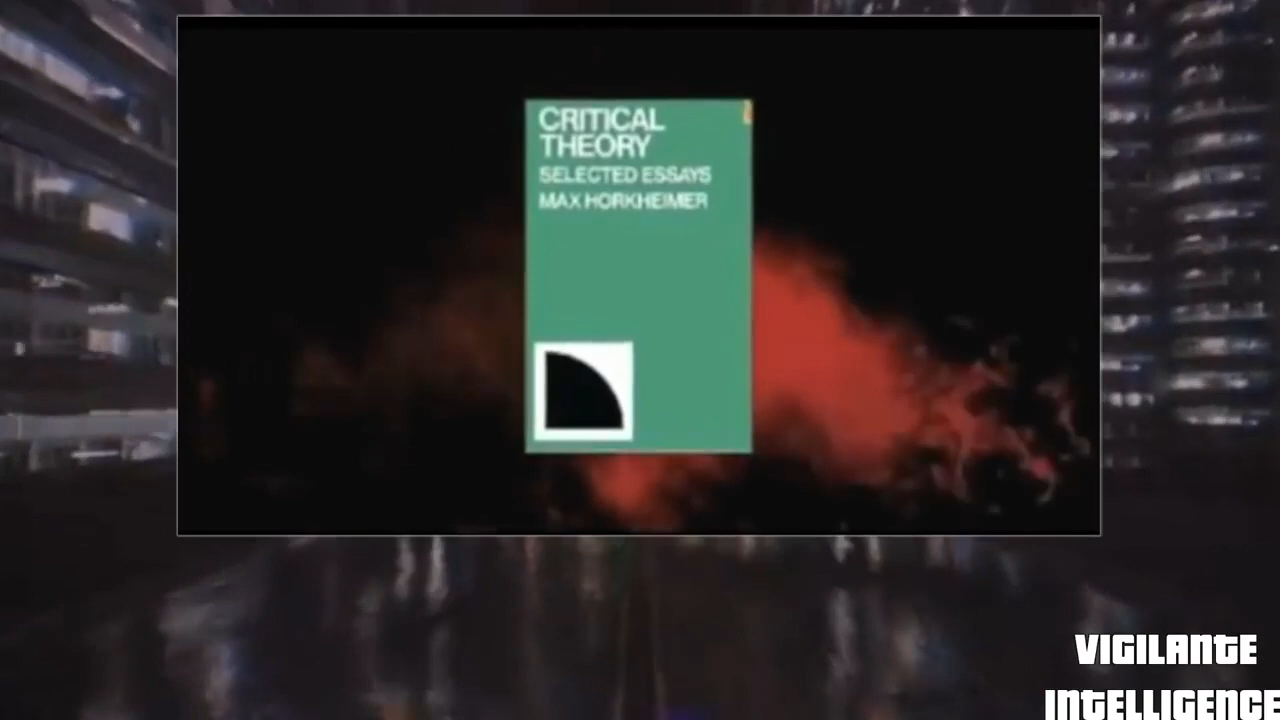 CRITICAL
THEORY
SELECTED ESSAYS
MAX HORKHEIMER
VIGILANTE
INTELLIGENCE